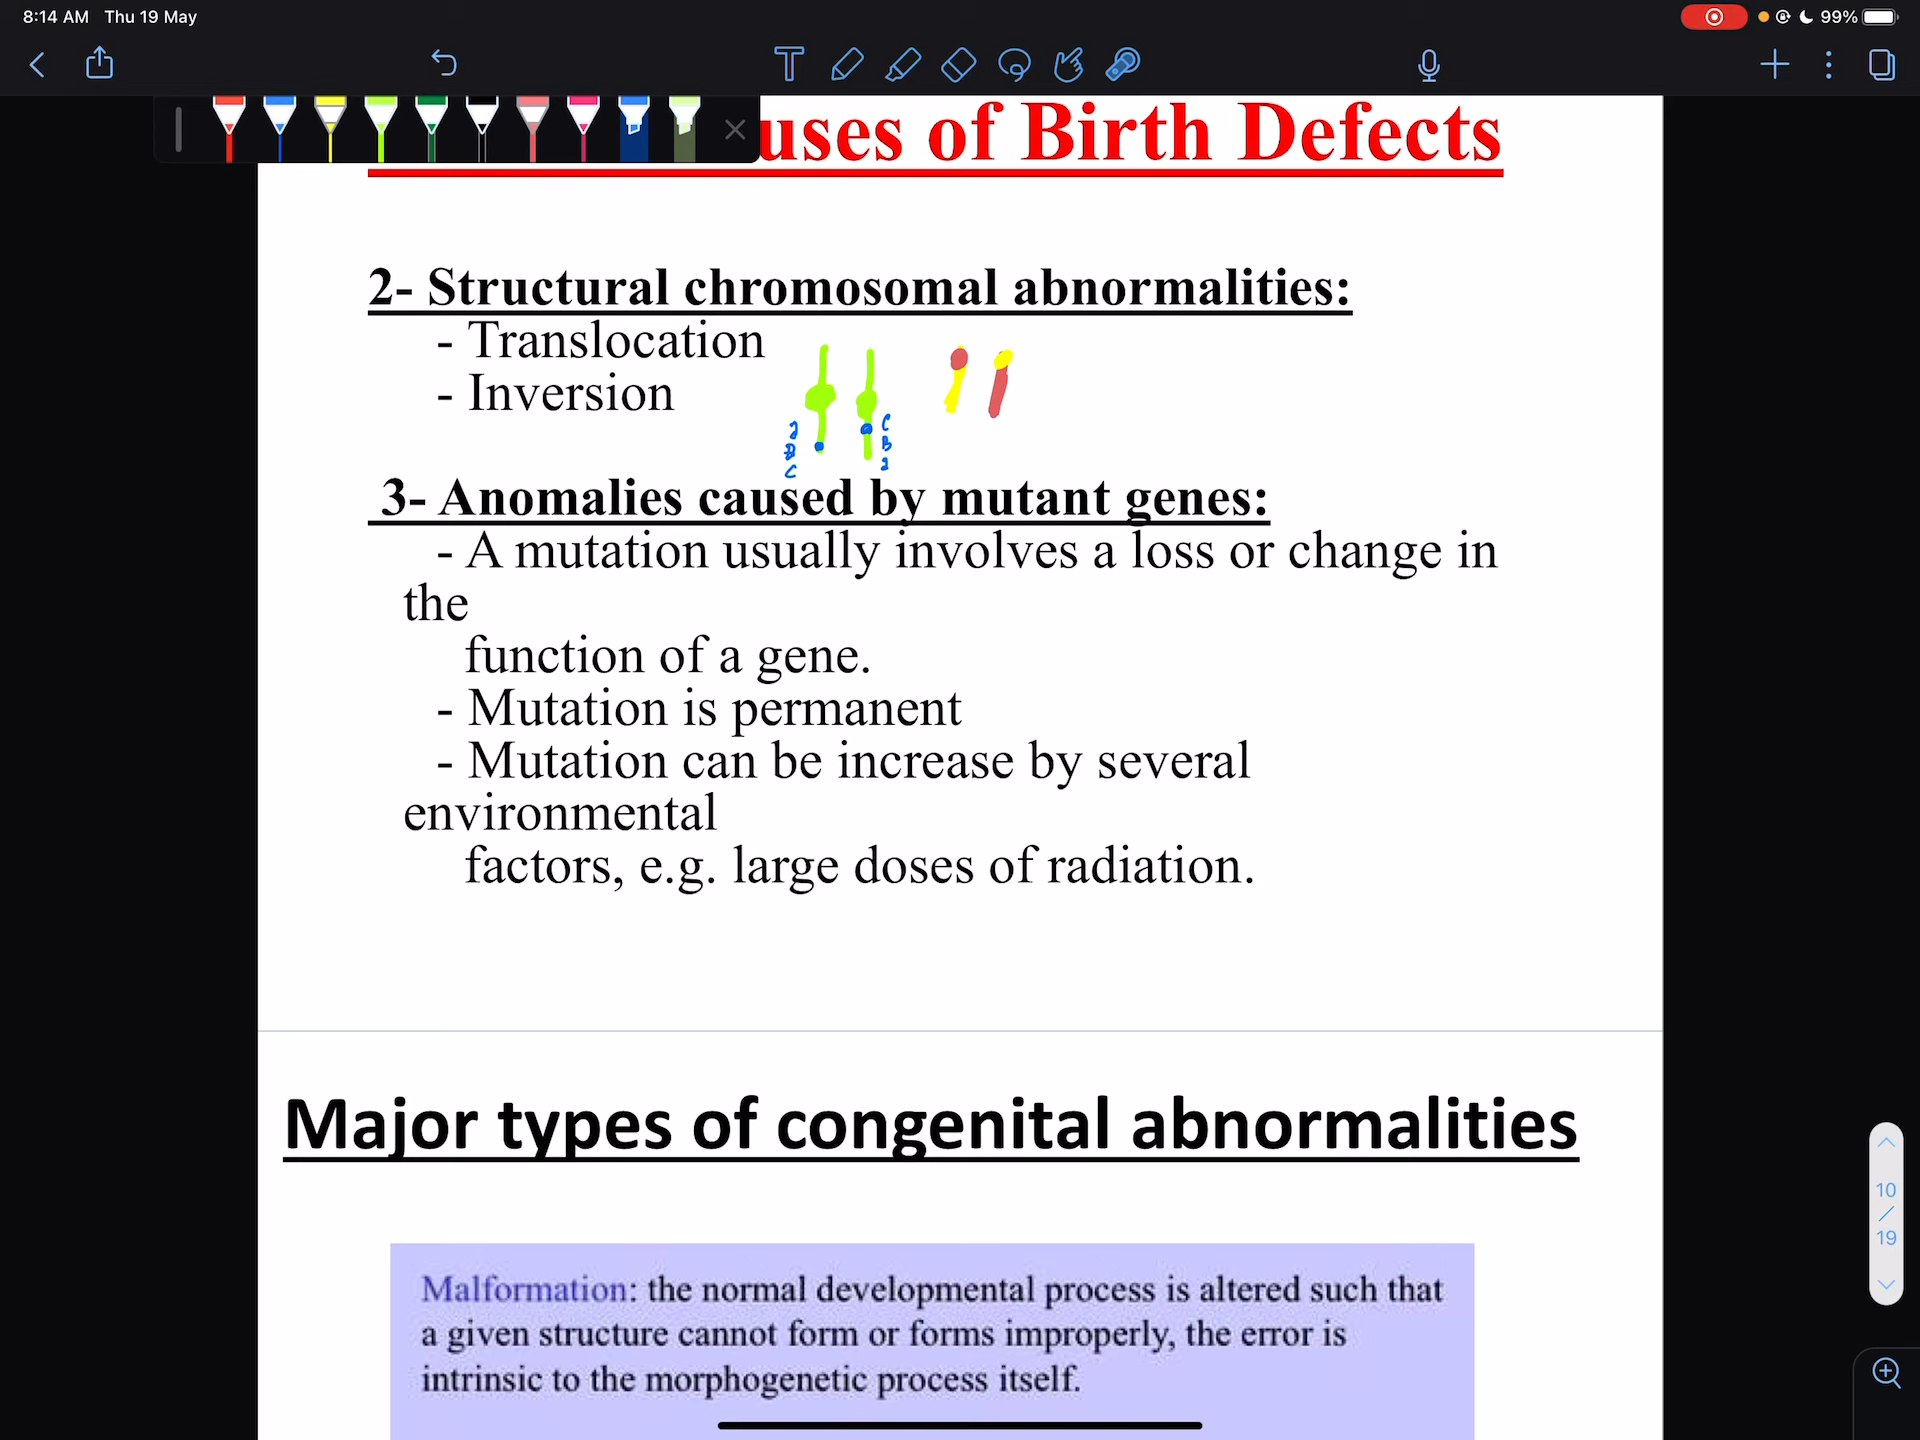 8:14 AM Thu 19 May
99%
uses of Birth Defects
2- Structural chromosomal abnormalities:
- Translocation
- Inversion
C
B
C
3- Anomalies caused by mutant genes:
- A mutation usually involves a loss or change in
the
function of a gene.
- Mutation is permanent
- Mutation can be increase by several
environmental
factors, e.g. large doses of radiation.
Major types of congenital abnormalities
10
/
19
Malformation: the normal developmental process is altered such that
a given structure cannot form or forms improperly, the error is
intrinsic to the morphogenetic process itself.